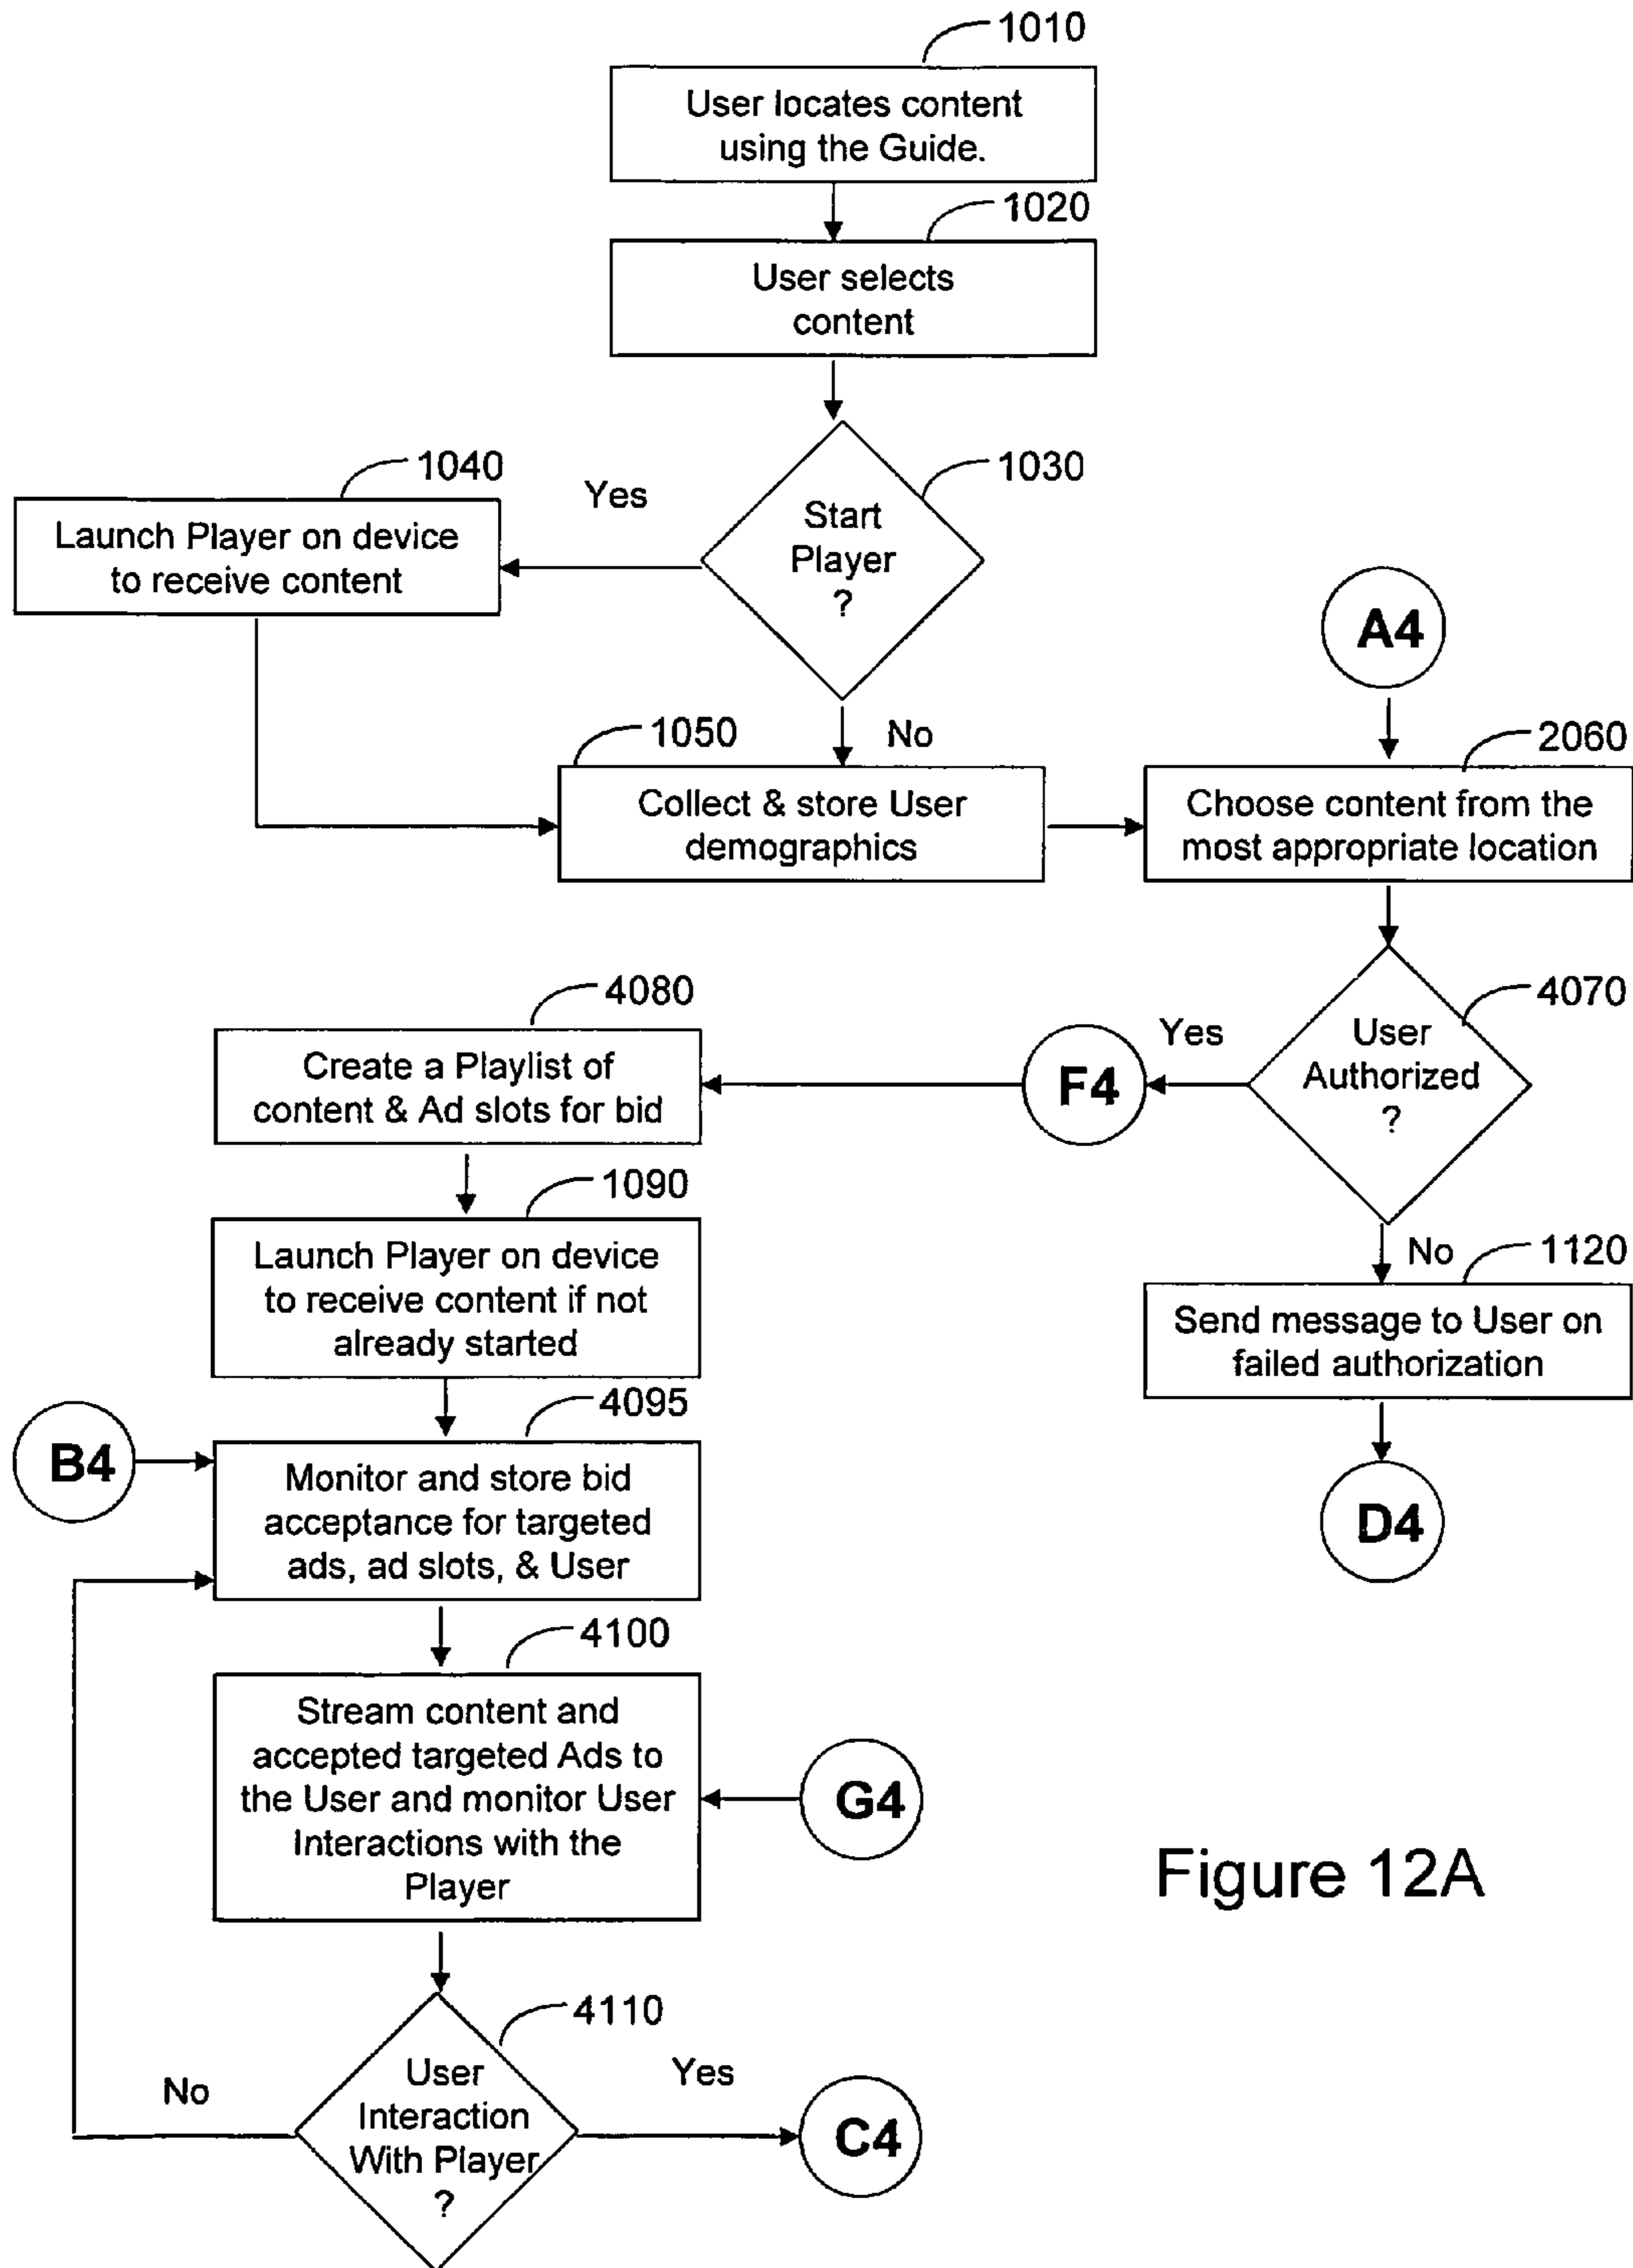 1010
User locates content
using the Guide.
1020
User selects
content
1030
Start
Player
?
Yes
1040
Launch Player on device
to receive content
No
1050
Collect & store User
demographics
A4
2060
Choose content from the
most appropriate location
4070
User
Authorized
?
Yes
F4
4080
Create a Playlist of
content & Ad slots for bid
No
1120
Send message to User on
failed authorization
D4
1090
Launch Player on device
to receive content if not
already started
B4
4095
Monitor and store bid
acceptance for targeted
ads, ad slots, & User
4100
Stream content and
accepted targeted Ads to
the User and monitor User
Interactions with the
Player
G4
4110
User
Interaction
With Player
?
No
Yes
C4
Figure 12A